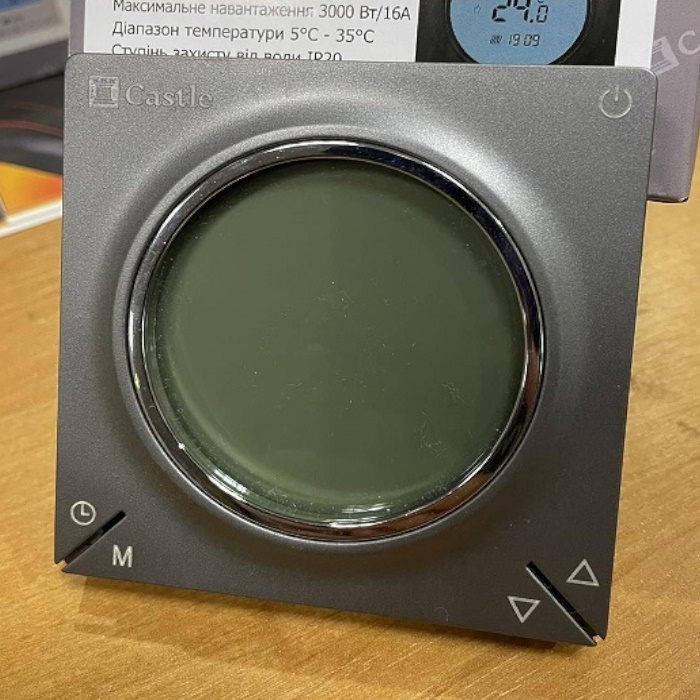 Максимальне навантаження 3000 Вт/16А
Діапазон температури 5°C - 35°C
Ступінь захисту від води IP20
24.0
19 09
Castle
M